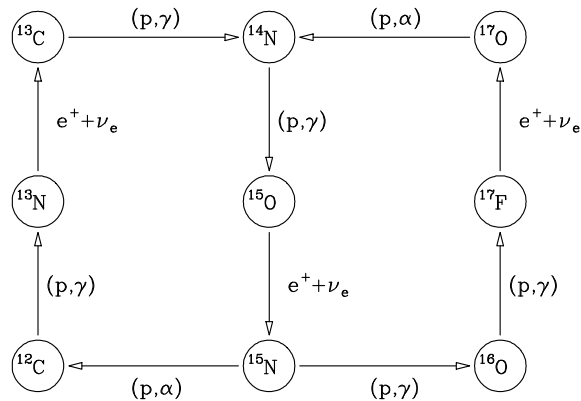 ¹³C (p,γ) ¹⁴N (p,α) ¹⁷O
e⁺+νₑ (p,γ) e⁺+νₑ
¹³N ¹⁵O ¹⁷F
(p,γ) e⁺+νₑ (p,γ)
¹²C (p,α) ¹⁵N (p,γ) ¹⁶O